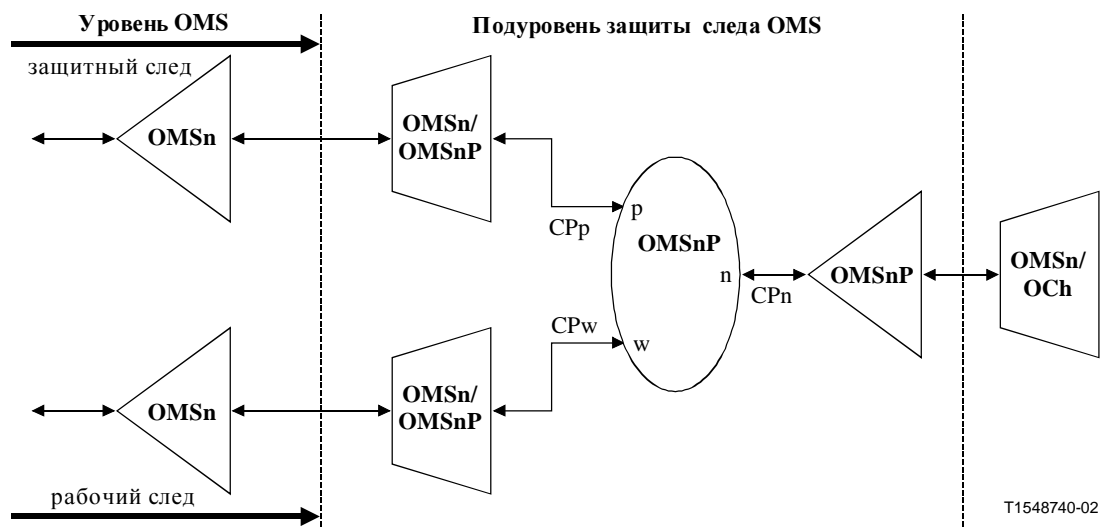 Уровень OMS
Подуровень защиты следа OMS
защитный след
OMSn
OMSn/
OMSnP
CPp
p
OMSnP
n
CPn
OMSnP
OMSn/
OCh
CPw
w
OMSn
OMSn/
OMSnP
рабочий след
T1548740-02